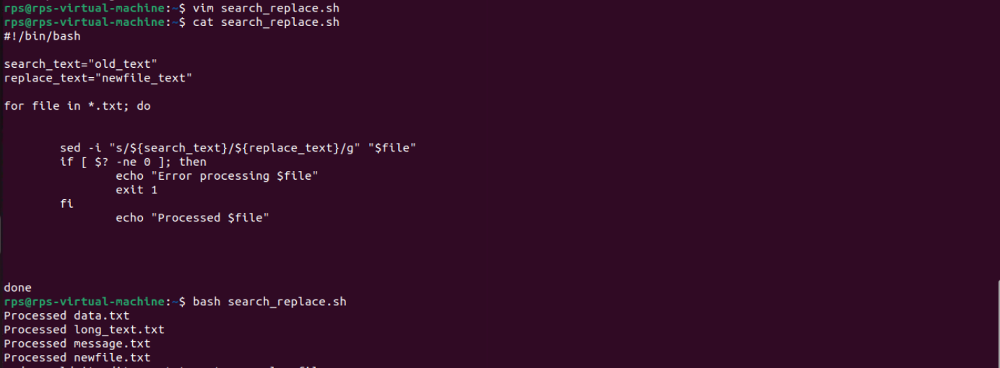 rps@rps-virtual-machine:~$ vim search_replace.sh
rps@rps-virtual-machine:~$ cat search_replace.sh
#!/bin/bash
search_text="old_text"
replace_text="newfile_text"
for file in *.txt; do
sed -i "s/${search_text}/${replace_text}/g" "$file"
if [ $? -ne 0 ]; then
echo "Error processing $file"
exit 1
fi
echo "Processed $file"
done
rps@rps-virtual-machine:~$ bash search_replace.sh
Processed data.txt
Processed long_text.txt
Processed message.txt
Processed newfile.txt